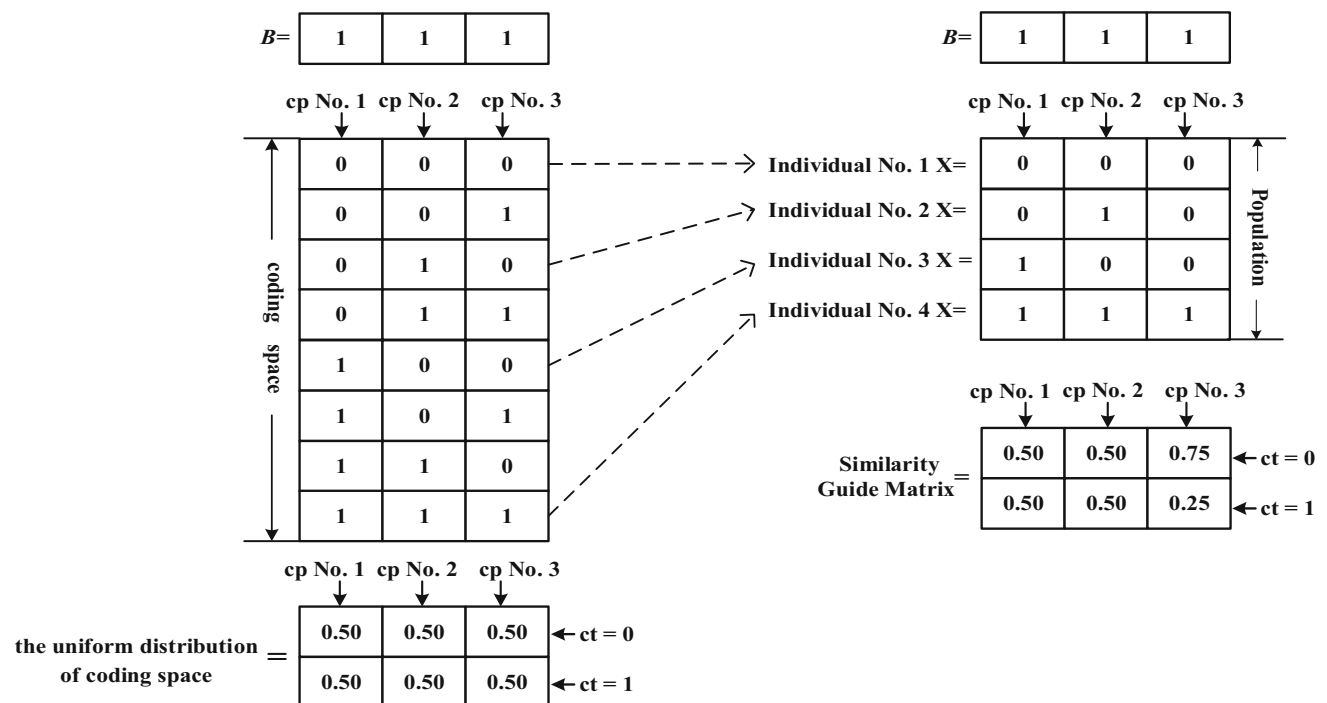 B= 1 1 1
cp No. 1 cp No. 2 cp No. 3
coding space
0 0 0
0 0 1
0 1 0
0 1 1
1 0 0
1 0 1
1 1 0
1 1 1
cp No. 1 cp No. 2 cp No. 3
the uniform distribution
of coding space
=
0.50 0.50 0.50 ct = 0
0.50 0.50 0.50 ct = 1
B= 1 1 1
cp No. 1 cp No. 2 cp No. 3
Individual No. 1 X= 0 0 0
Individual No. 2 X= 0 1 0
Individual No. 3 X = 1 0 0
Individual No. 4 X= 1 1 1
Population
cp No. 1 cp No. 2 cp No. 3
Similarity
Guide Matrix
=
0.50 0.50 0.75 ct = 0
0.50 0.50 0.25 ct = 1